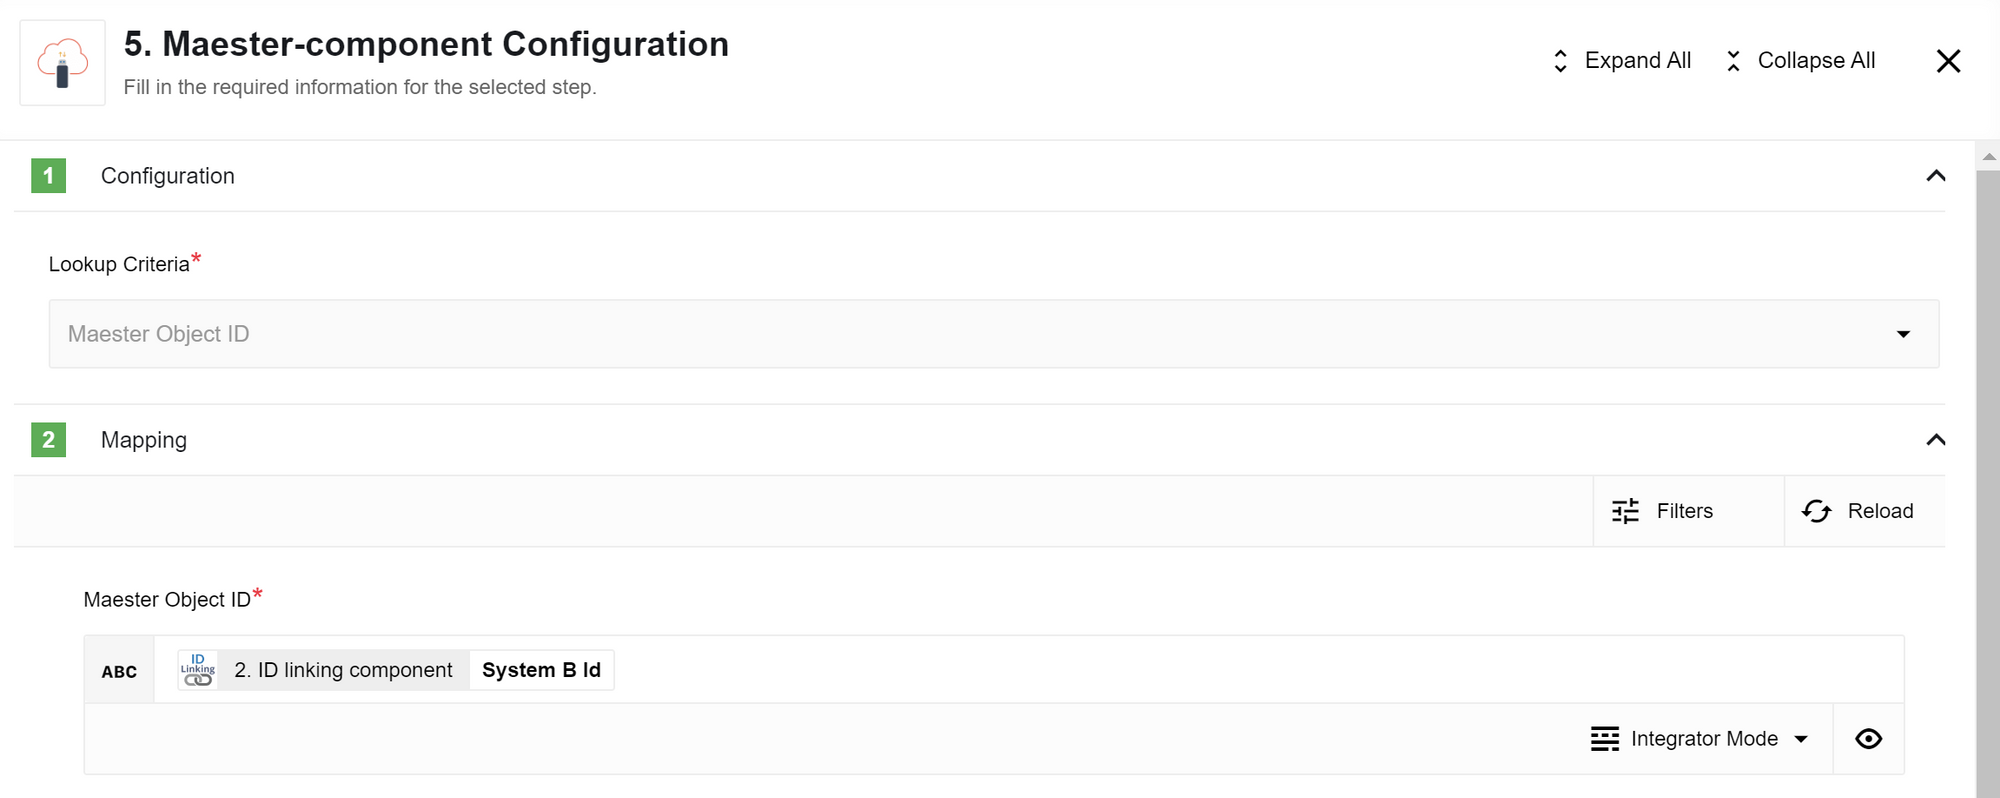 5. Maester-component Configuration
Fill in the required information for the selected step.
Expand All
Collapse All
1 Configuration
Lookup Criteria*
Maester Object ID
2 Mapping
Filters
Reload
Maester Object ID*
ABC
ID Linking
2. ID linking component
System B Id
Integrator Mode